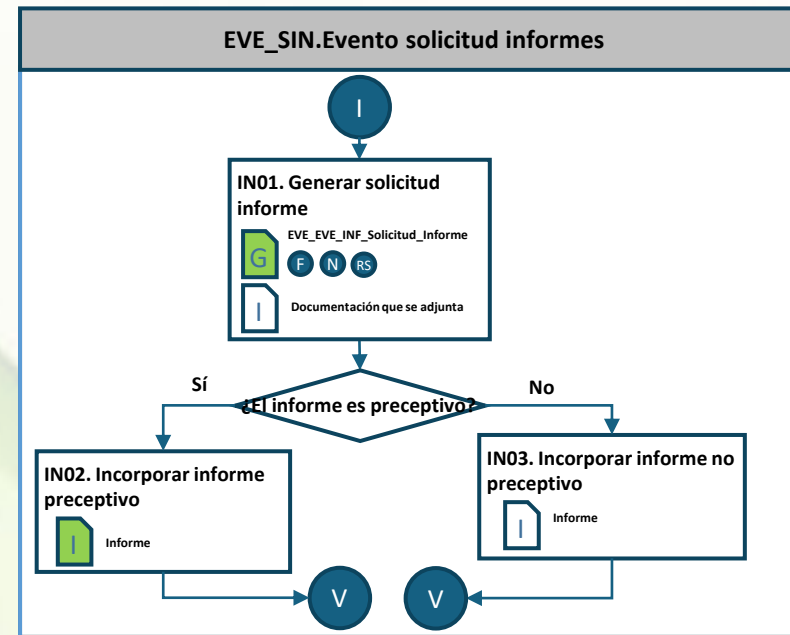 EVE_SIN.Evento solicitud informes
I
IN01. Generar solicitud
informe
EVE_EVE_INF_Solicitud_Informe
G
F N RS
I
Documentación que se adjunta
¿El informe es preceptivo?
Sí
No
IN02. Incorporar informe
preceptivo
I
Informe
IN03. Incorporar informe no
preceptivo
I
Informe
V
V